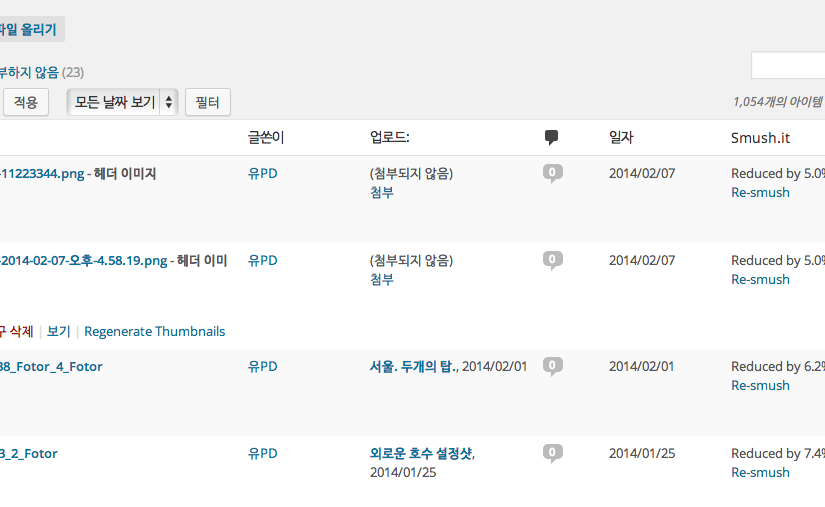 파일 올리기
부하지 않음 (23)
적용 모든 날짜 보기 필터
1,054개의 아이템
글쓴이 업로드: 일자 Smush.it
-11223344.png - 헤더 이미지 유PD (첨부되지 않음) 0 2014/02/07 Reduced by 5.0%
첨부 Re-smush
-2014-02-07-오후-4.58.19.png - 헤더 이미 유PD (첨부되지 않음) 0 2014/02/07 Reduced by 5.0%
첨부 Re-smush
구 삭제 | 보기 | Regenerate Thumbnails
38_Fotor_4_Fotor 유PD 서울. 두개의 탑., 2014/02/01 0 2014/02/01 Reduced by 6.2%
Re-smush
3_2_Fotor 유PD 외로운 호수 설정샷, 0 2014/01/25 Reduced by 7.4%
2014/01/25 Re-smush